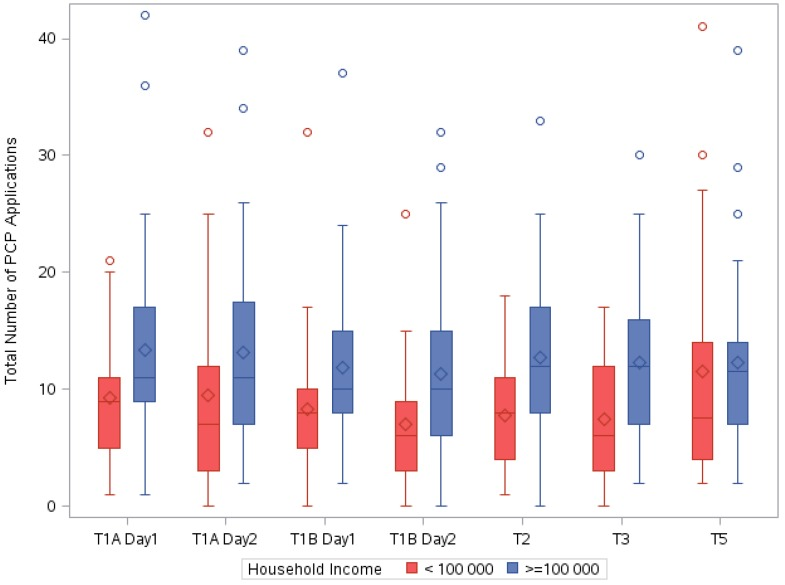 Total Number of PCP Applications
40
30
20
10
0
T1A Day1 T1A Day2 T1B Day1 T1B Day2 T2 T3 T5
Household Income < 100 000 >=100 000